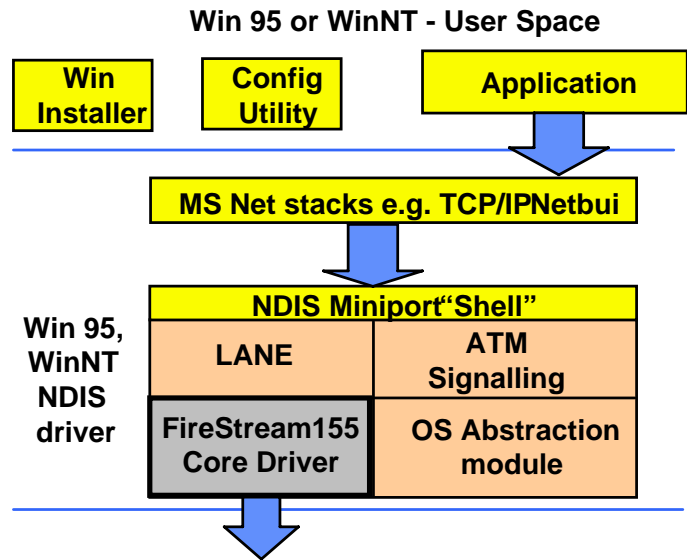 Win 95 or WinNT - User Space
Win
Installer
Config
Utility
Application
MS Net stacks e.g. TCP/IPNetbui
NDIS Miniport“Shell”
Win 95,
WinNT
NDIS
driver
LANE
ATM
Signalling
FireStream155
Core Driver
OS Abstraction
module